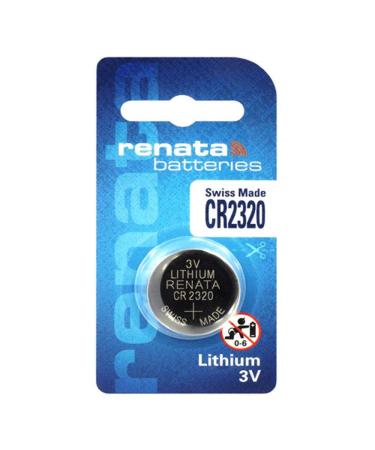 renata
batteries
Swiss Made
CR2320
renata
3V
LITHIUM
RENATA
CR 2320
+
SWISS MADE
0-6
Lithium
3V